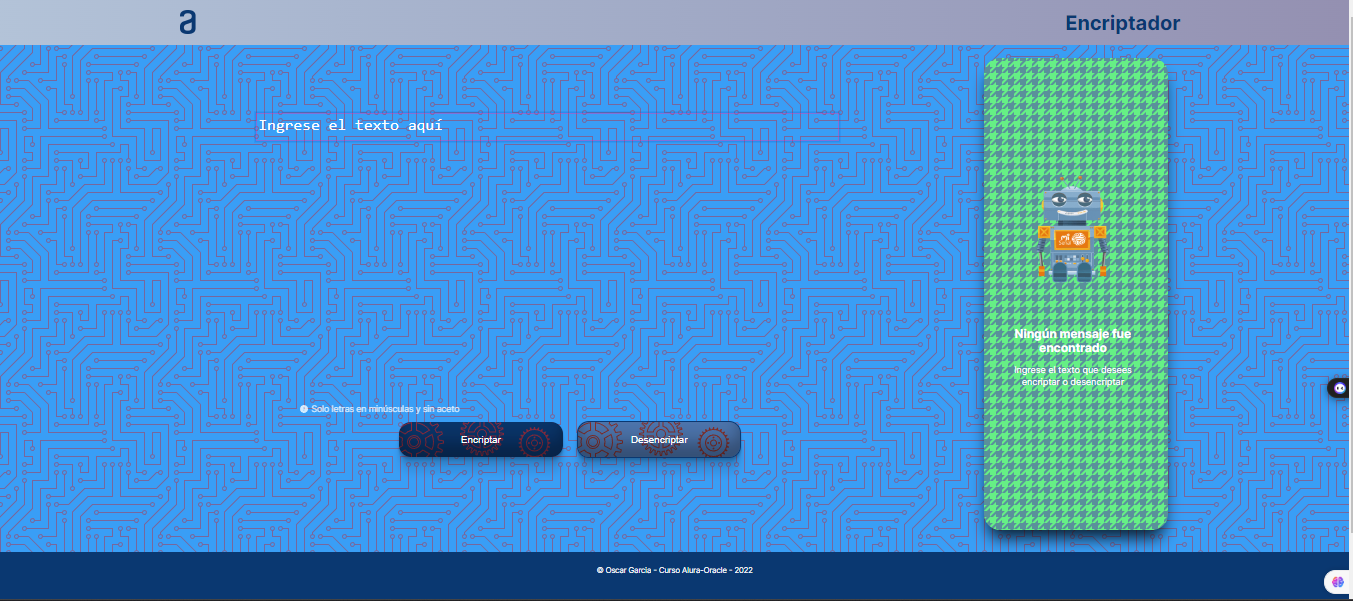 a
Encriptador
Ingrese el texto aquí
Ningún mensaje fue
encontrado
Ingrese el texto que desees
encriptar o desencriptar
Solo letras en minúsculas y sin aceto
Encriptar
Desencriptar
© Oscar Garcia - Curso Alura-Oracle - 2022